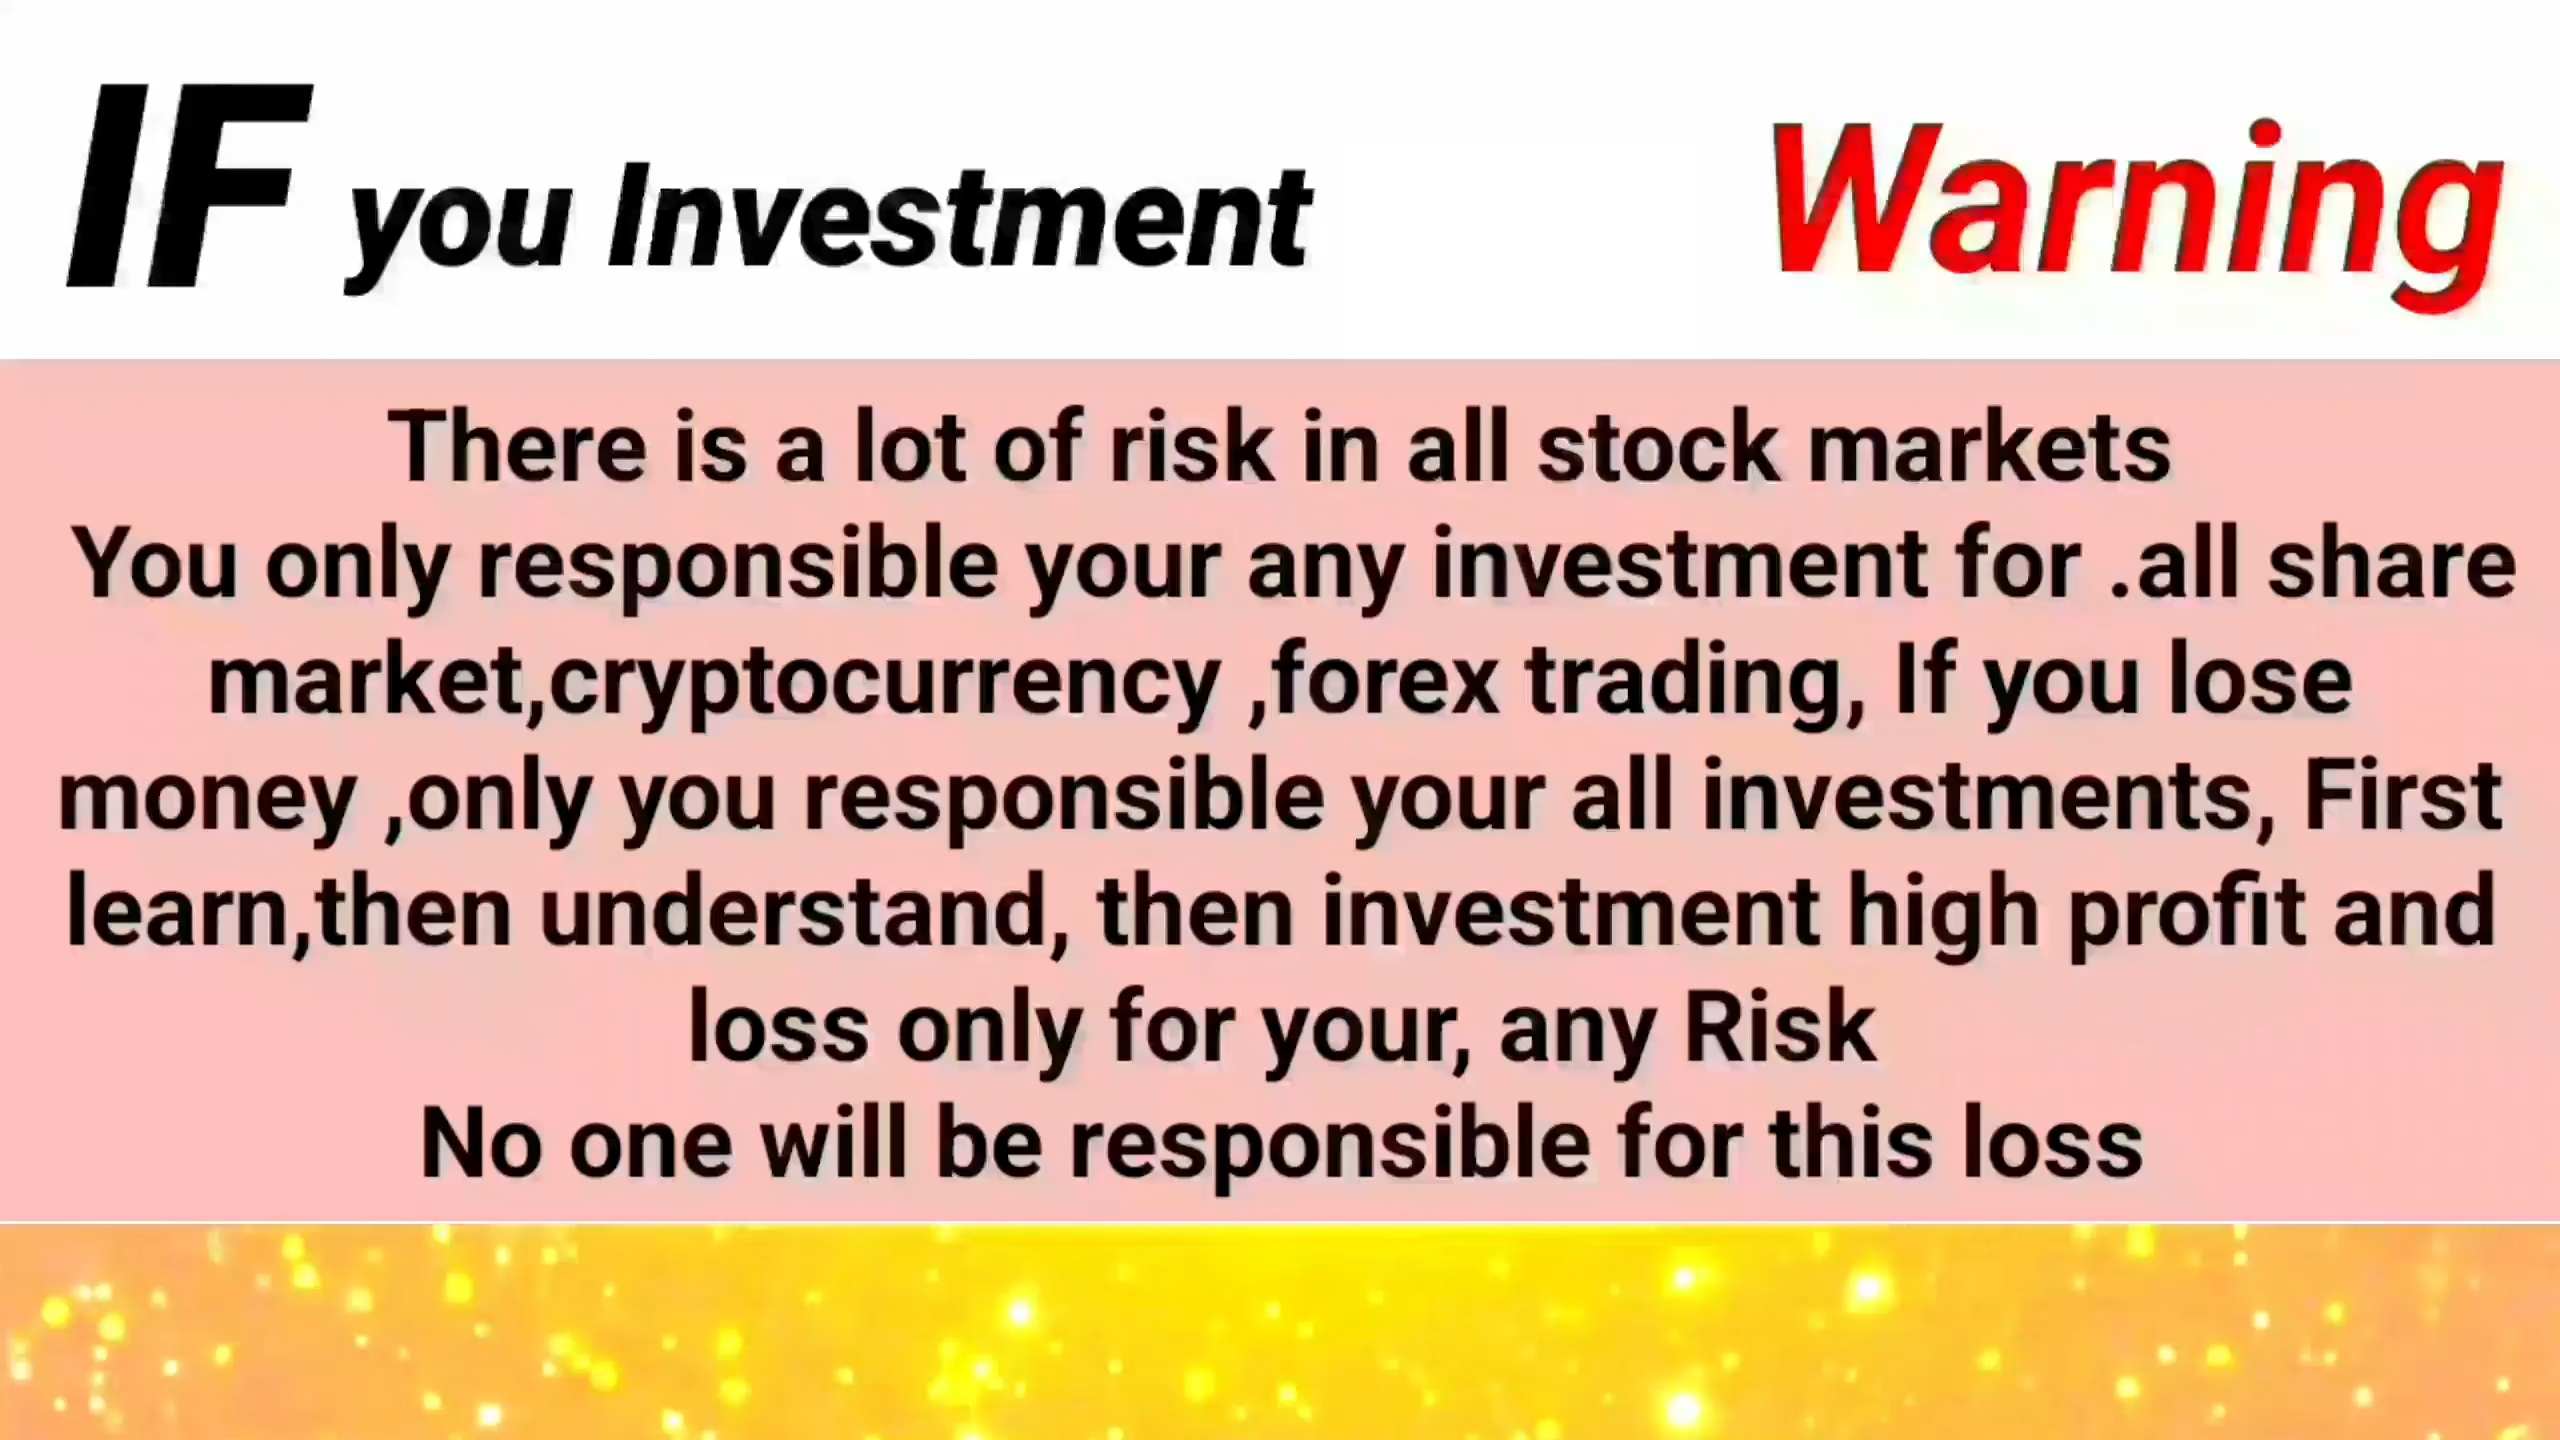 IF you Investment Warning
There is a lot of risk in all stock markets
You only responsible your any investment for .all share
market,cryptocurrency ,forex trading, If you lose
money ,only you responsible your all investments, First
learn,then understand, then investment high profit and
loss only for your, any Risk
No one will be responsible for this loss